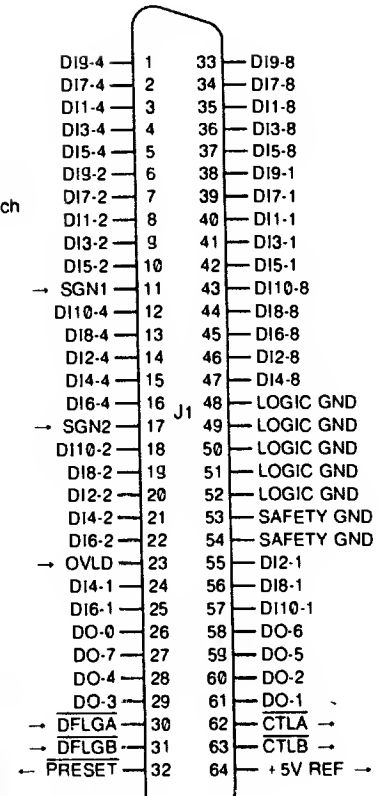 DI9-4 1 33 DI9-8
DI7-4 2 34 DI7-8
DI1-4 3 35 DI1-8
DI3-4 4 36 DI3-8
DI5-4 5 37 DI5-8
DI9-2 6 38 DI9-1
ch DI7-2 7 39 DI7-1
DI1-2 8 40 DI1-1
DI3-2 9 41 DI3-1
DI5-2 10 42 DI5-1
→ SGN1 11 43 DI10-8
DI10-4 12 44 DI8-8
DI8-4 13 45 DI6-8
DI2-4 14 46 DI2-8
DI4-4 15 47 DI4-8
DI6-4 16 J1 48 LOGIC GND
→ SGN2 17 49 LOGIC GND
DI10-2 18 50 LOGIC GND
DI8-2 19 51 LOGIC GND
DI2-2 20 52 LOGIC GND
DI4-2 21 53 SAFETY GND
DI6-2 22 54 SAFETY GND
→ OVLD 23 55 DI2-1
DI4-1 24 56 DI8-1
DI6-1 25 57 DI10-1
DO-0 26 58 DO-6
DO-7 27 59 DO-5
DO-4 28 60 DO-2
DO-3 29 61 DO-1
→ DFLGA 30 62 CTLA →
→ DFLGB 31 63 CTLB →
← PRESET 32 64 +5V REF →